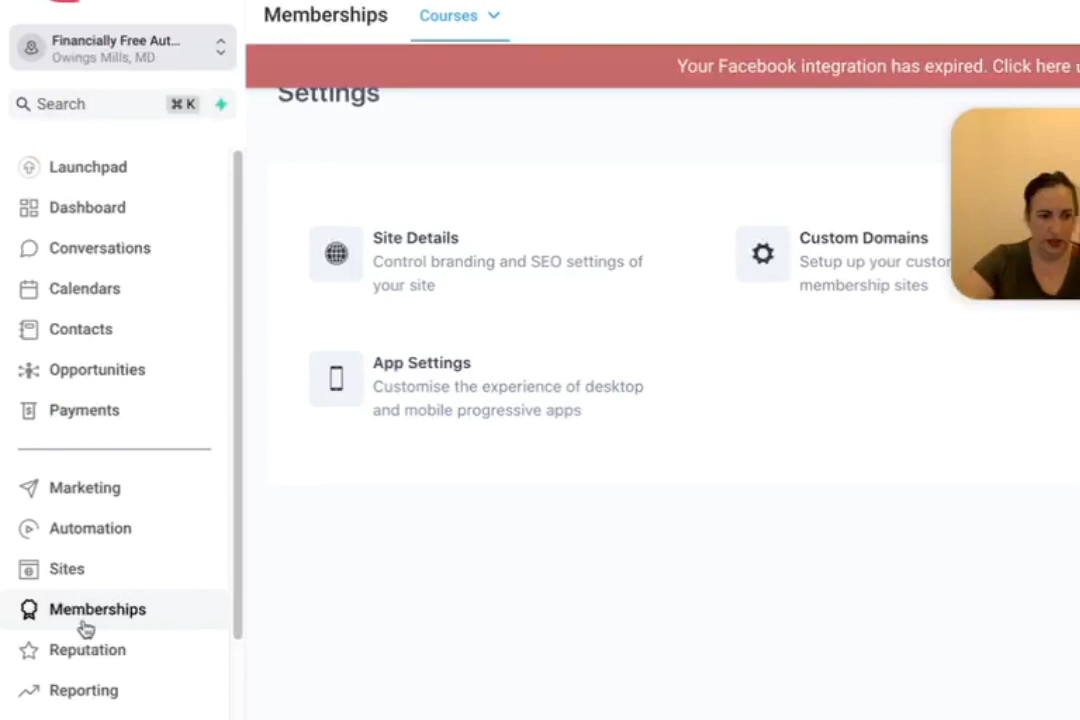 Memberships
Courses
Financially Free Aut...
Owings Mills, MD
Your Facebook integration has expired. Click here
Search
⌘ K
Settings
Launchpad
Dashboard
Conversations
Calendars
Contacts
Opportunities
Payments
Marketing
Automation
Sites
Memberships
Reputation
Reporting
Site Details
Control branding and SEO settings of
your site
Custom Domains
Setup up your custo
membership sites
App Settings
Customise the experience of desktop
and mobile progressive apps